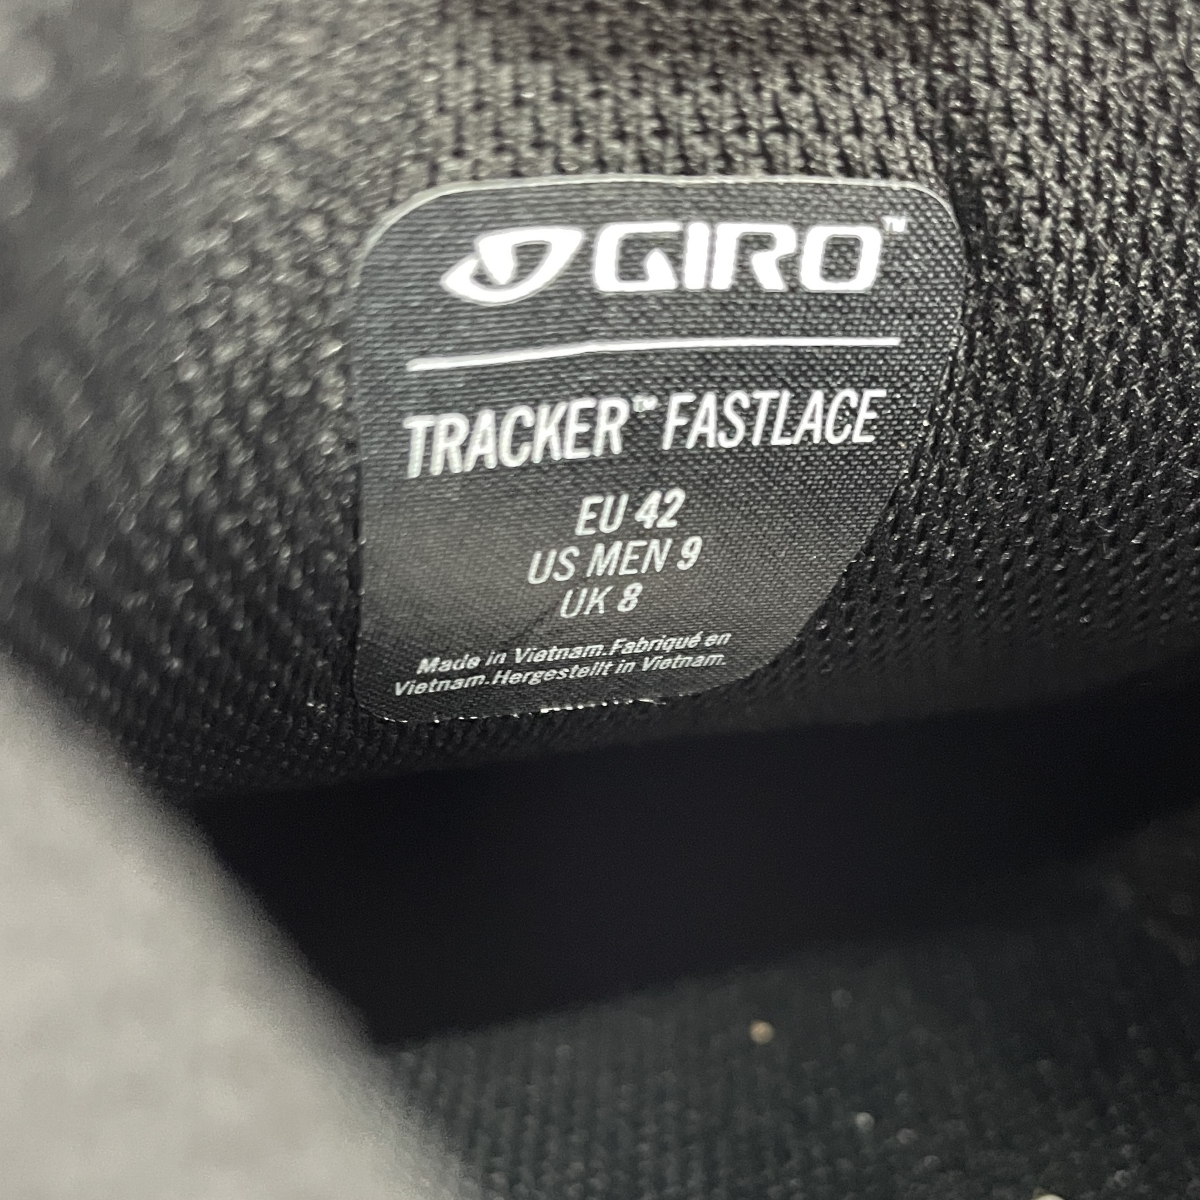 GIRO™
TRACKER™ FASTLACE
EU 42
US MEN 9
UK 8
Made in Vietnam.Fabriqué en
Vietnam.Hergestellt in Vietnam.